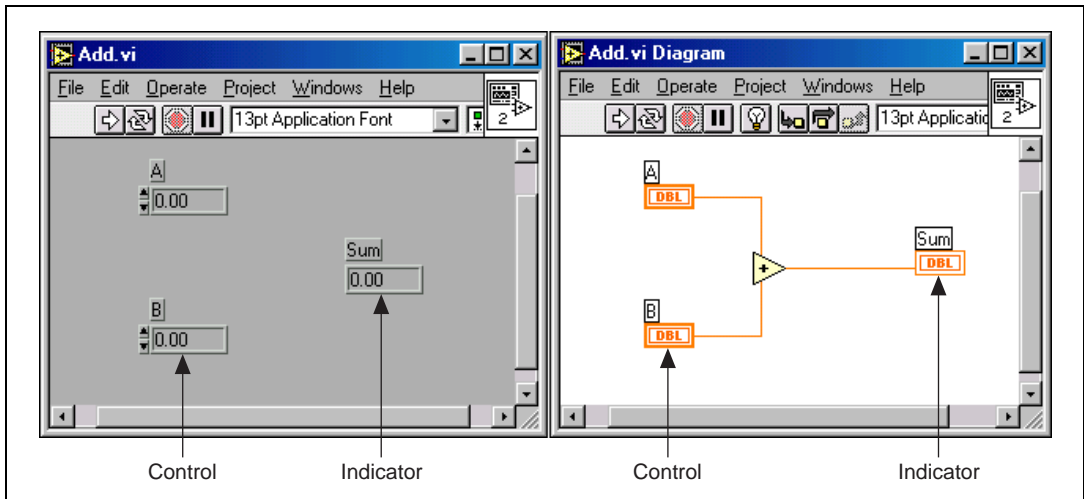 Add.vi
File Edit Operate Project Windows Help
13pt Application Font
2
A
0.00
Sum
0.00
B
0.00
Control Indicator
Add.vi Diagram
File Edit Operate Project Windows Help
13pt Applicatic
2
A
DBL
Sum
DBL
B
DBL
Control Indicator